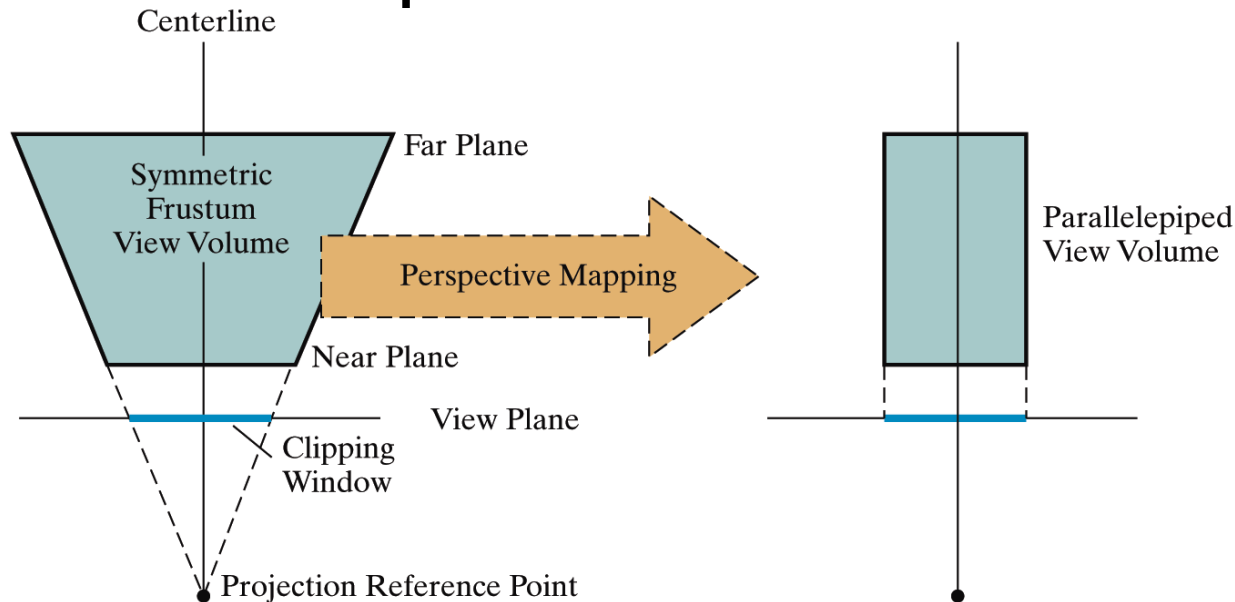 Centerline
Far Plane
Symmetric
Frustum
View Volume
Parallelepiped
View Volume
Perspective Mapping
Near Plane
View Plane
Clipping
Window
Projection Reference Point